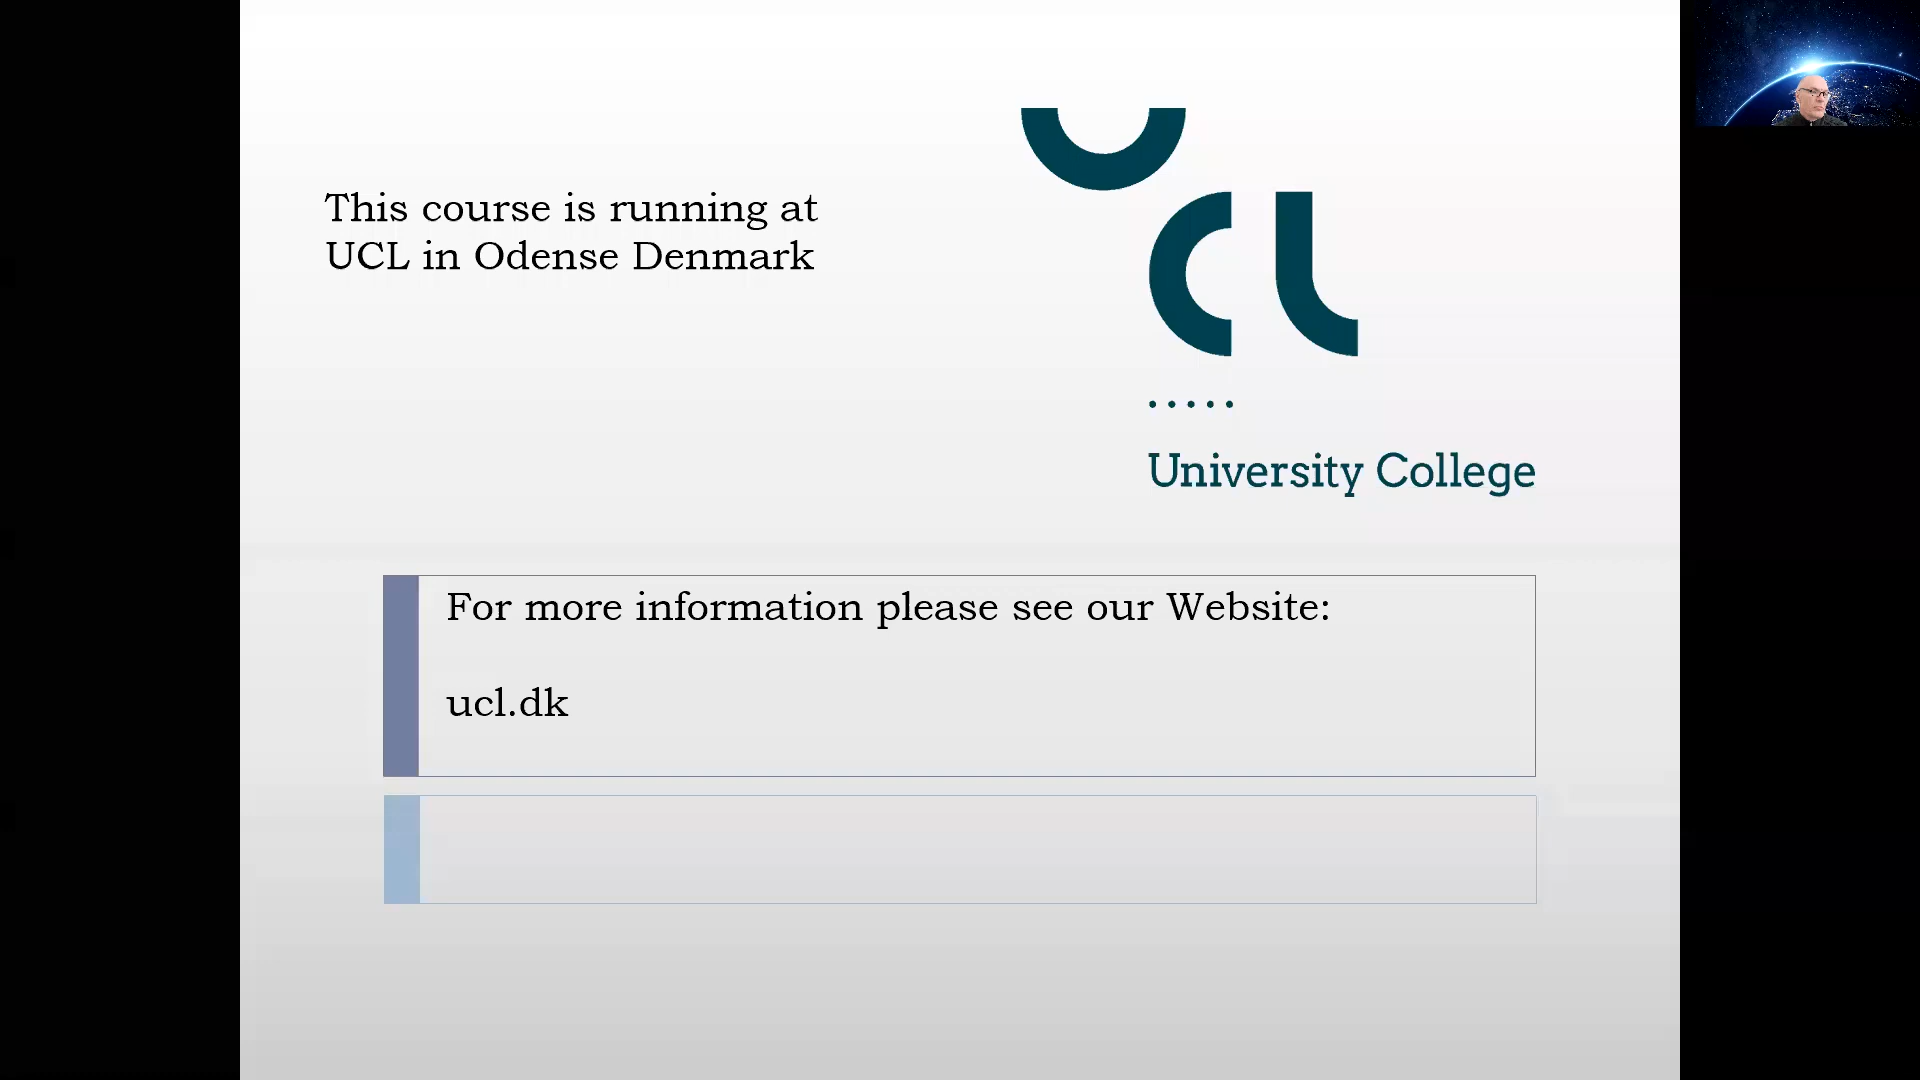 This course is running at
UCL in Odense Denmark
UCL
University College
For more information please see our Website:
ucl.dk